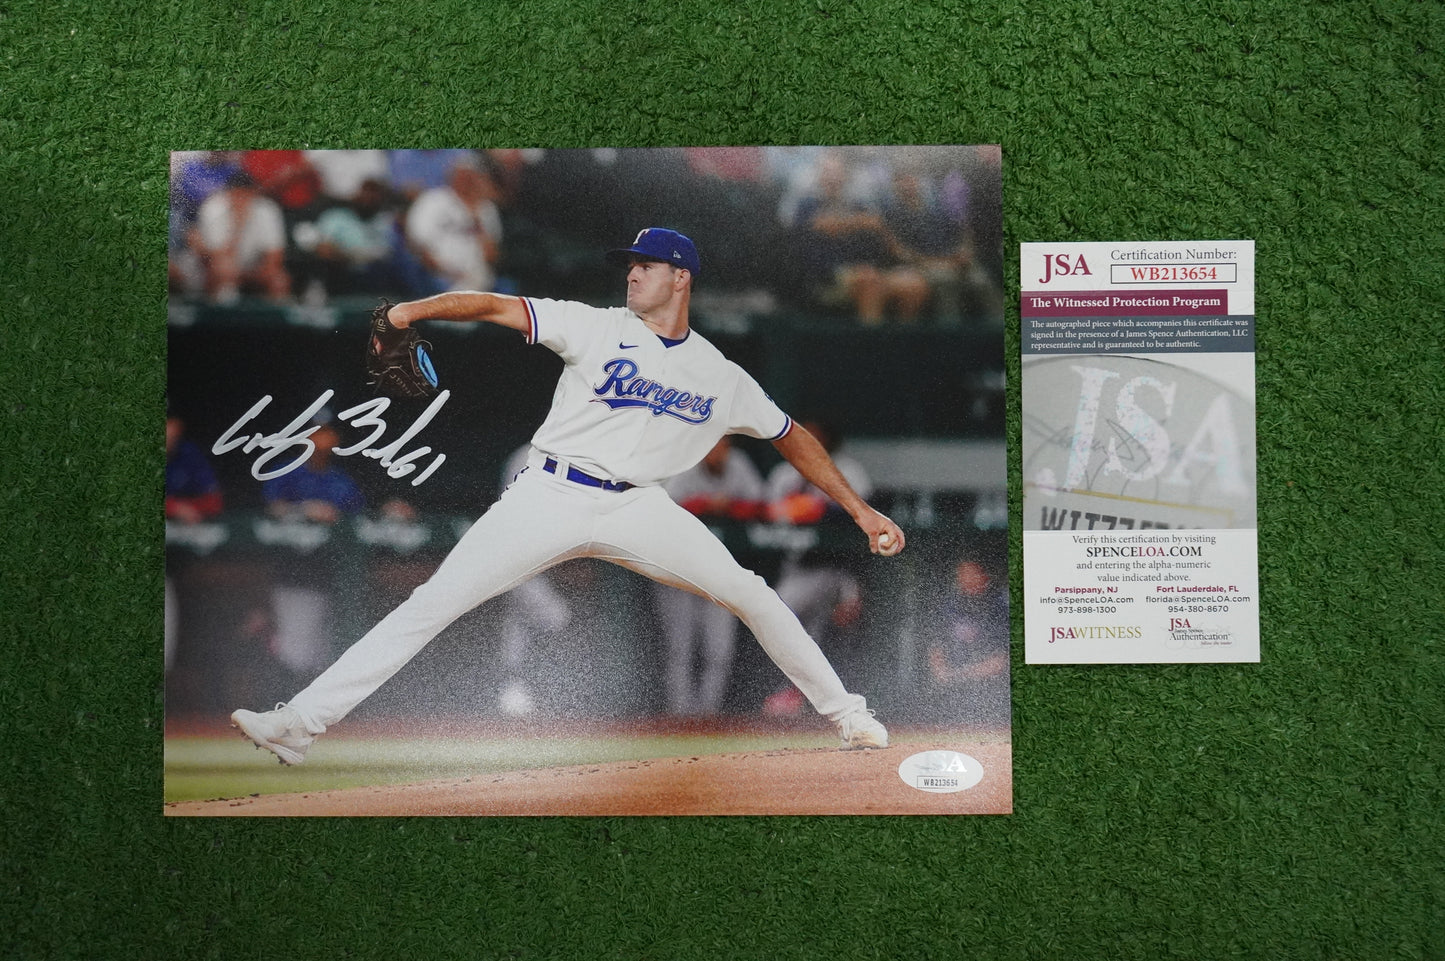 T
Rangers
61
JSA
Certification Number:
WB213654
The Witnessed Protection Program
The autographed piece which accompanies this certificate was
signed in the presence of a James Spence Authentication, LLC
representative and is guaranteed to be authentic.
JSA
Verify this certification by visiting
SPENCELOA.COM
and entering the alpha-numeric
value indicated above.
Parsippany, NJ
info@SpenceLOA.com
973-898-1300
Fort Lauderdale, FL
florida@SpenceLOA.com
954-380-8670
JSAWITNESS
JSA
Authentication
JSA
WB213654